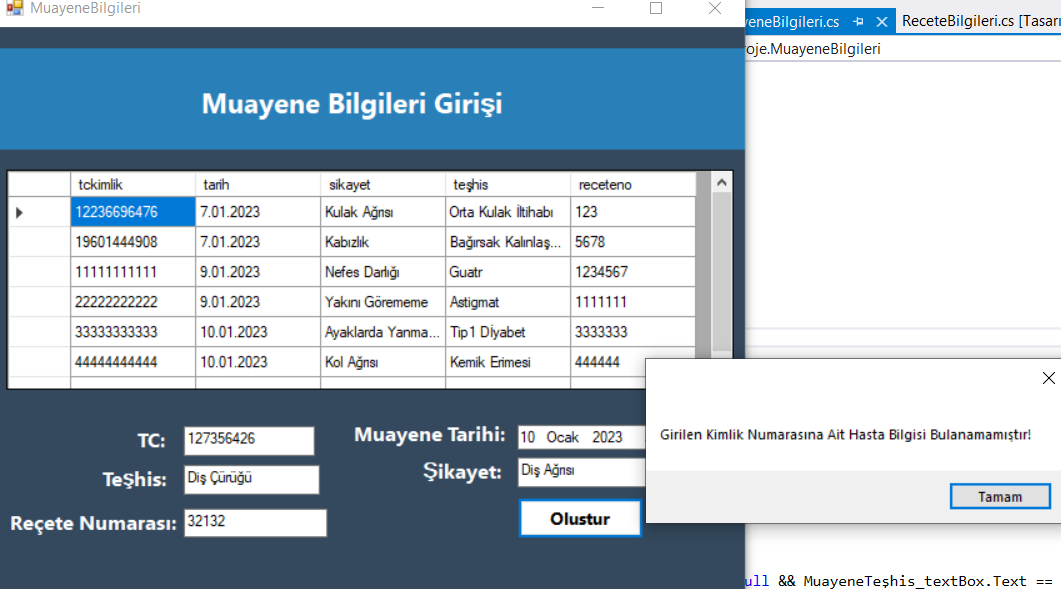 MuayeneBilgileri
yeneBilgileri.cs
ReceteBilgileri.cs [Tasarı
oje.MuayeneBilgileri
Muayene Bilgileri Girişi
tckimlik tarih sikayet teşhis receteno
12236696476 7.01.2023 Kulak Ağrısı Orta Kulak İltihabı 123
19601444908 7.01.2023 Kabızlık Bağırsak Kalınlaş... 5678
11111111111 9.01.2023 Nefes Darlığı Guatr 1234567
22222222222 9.01.2023 Yakını Görememe Astigmat 1111111
33333333333 10.01.2023 Ayaklarda Yanma... Tip1 Dİyabet 3333333
44444444444 10.01.2023 Kol Ağrısı Kemik Erimesi 444444
Girilen Kimlik Numarasına Ait Hasta Bilgisi Bulanamamıştır!
Tamam
TC: 127356426 Muayene Tarihi: 10 Ocak 2023
Teşhis: Diş Çürüğü Şikayet: Diş Ağrısı
Reçete Numarası: 32132 Olustur
ull && MuayeneTeşhis_textBox.Text ==